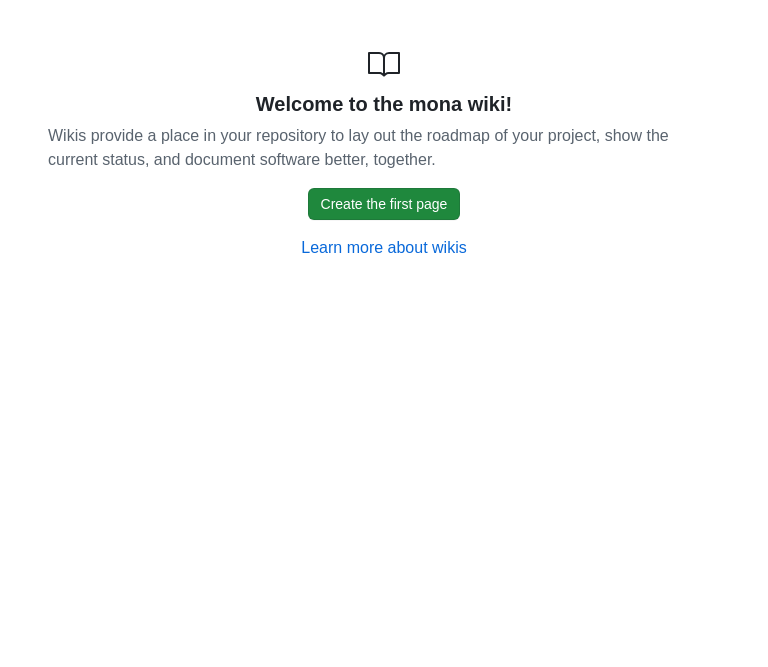 Welcome to the mona wiki!
Wikis provide a place in your repository to lay out the roadmap of your project, show the
current status, and document software better, together.
Create the first page
Learn more about wikis